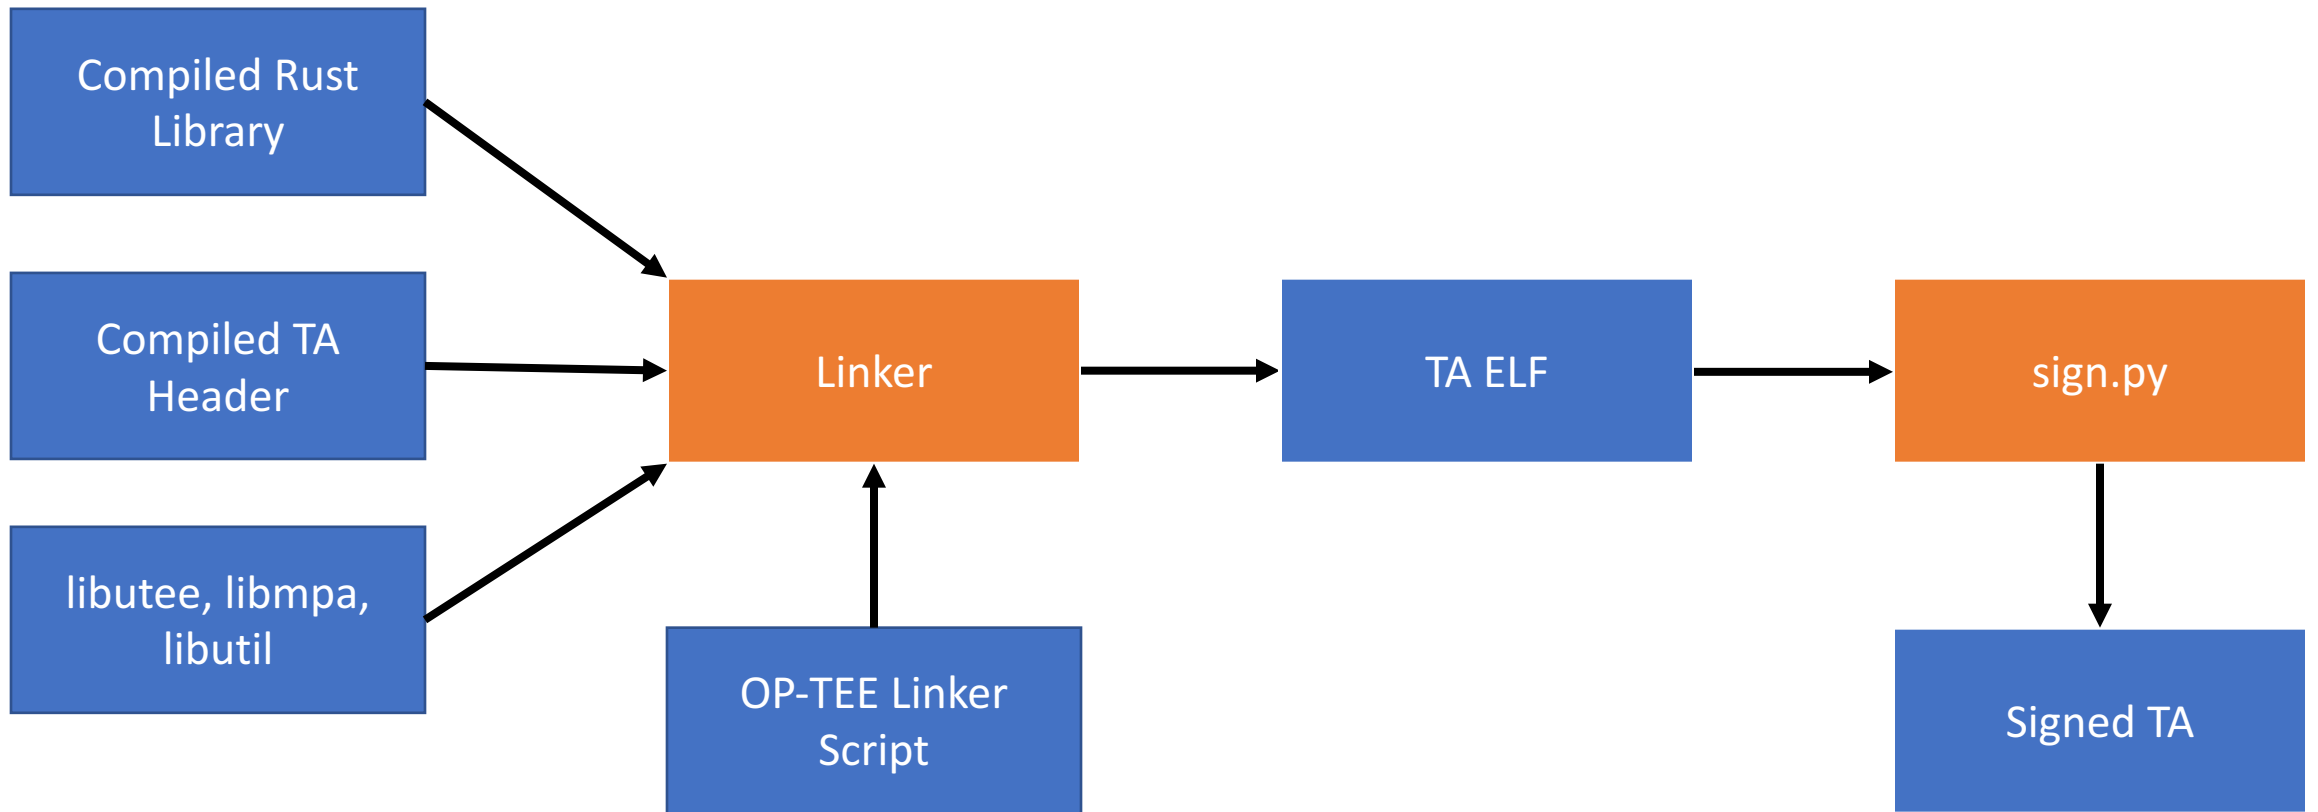 Compiled Rust
Library
Compiled TA
Header
libutee, libmpa,
libutil
Linker
OP-TEE Linker
Script
TA ELF
sign.py
Signed TA